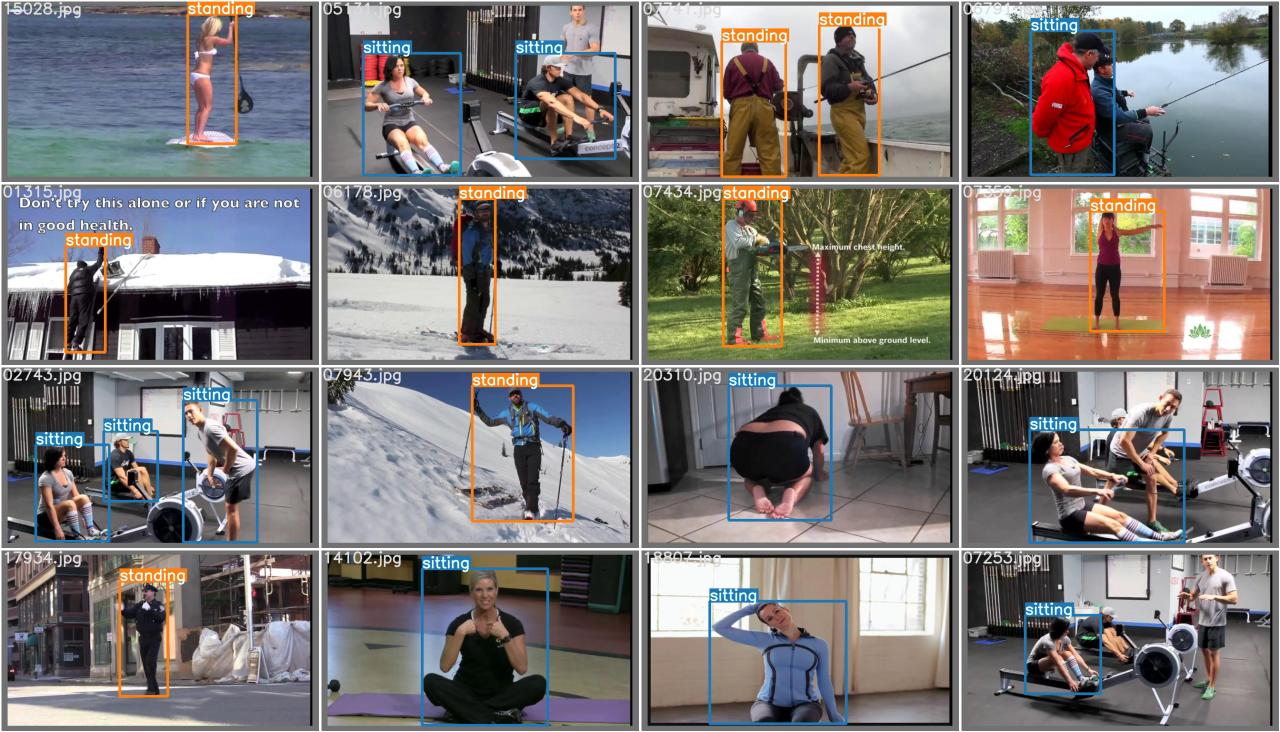 15028.jpg
standing
05171.jpg
sitting
sitting
concept2
07741.jpg
standing
standing
06791.jpg
sitting
01315.jpg
Don't try this alone or if you are not
in good health.
standing
06178.jpg
standing
07434.jpg
standing
Maximum chest height.
Minimum above ground level.
07359.jpg
standing
02743.jpg
sitting
sitting
sitting
07943.jpg
standing
20310.jpg
sitting
20124.jpg
sitting
17934.jpg
standing
14102.jpg
sitting
18807.jpg
sitting
07253.jpg
sitting